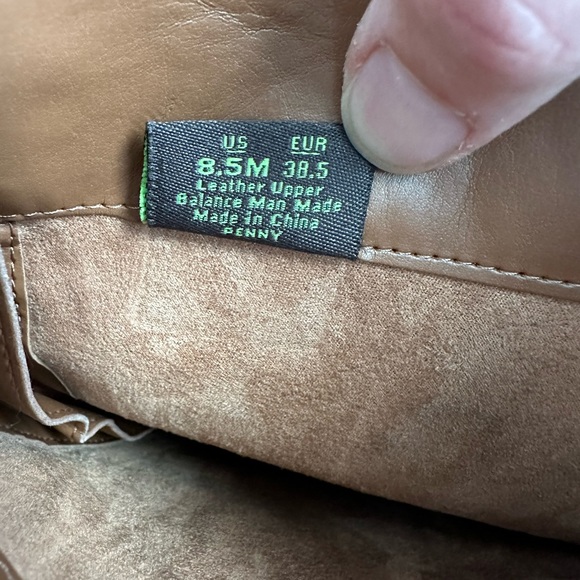 US EUR
8.5M 38.5
Leather Upper
Balance Man Made
Made in China
PENNY